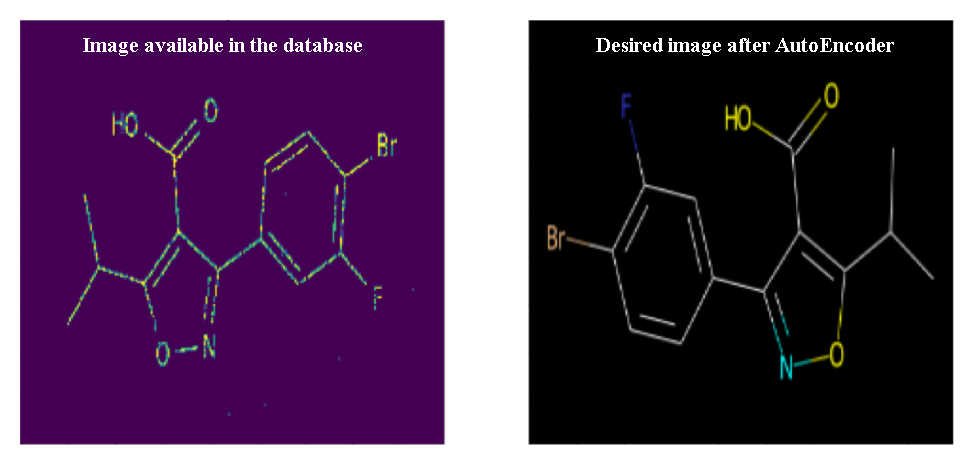 Image available in the database
HO
O
Br
F
O
N
Desired image after AutoEncoder
F
HO
O
Br
N
O